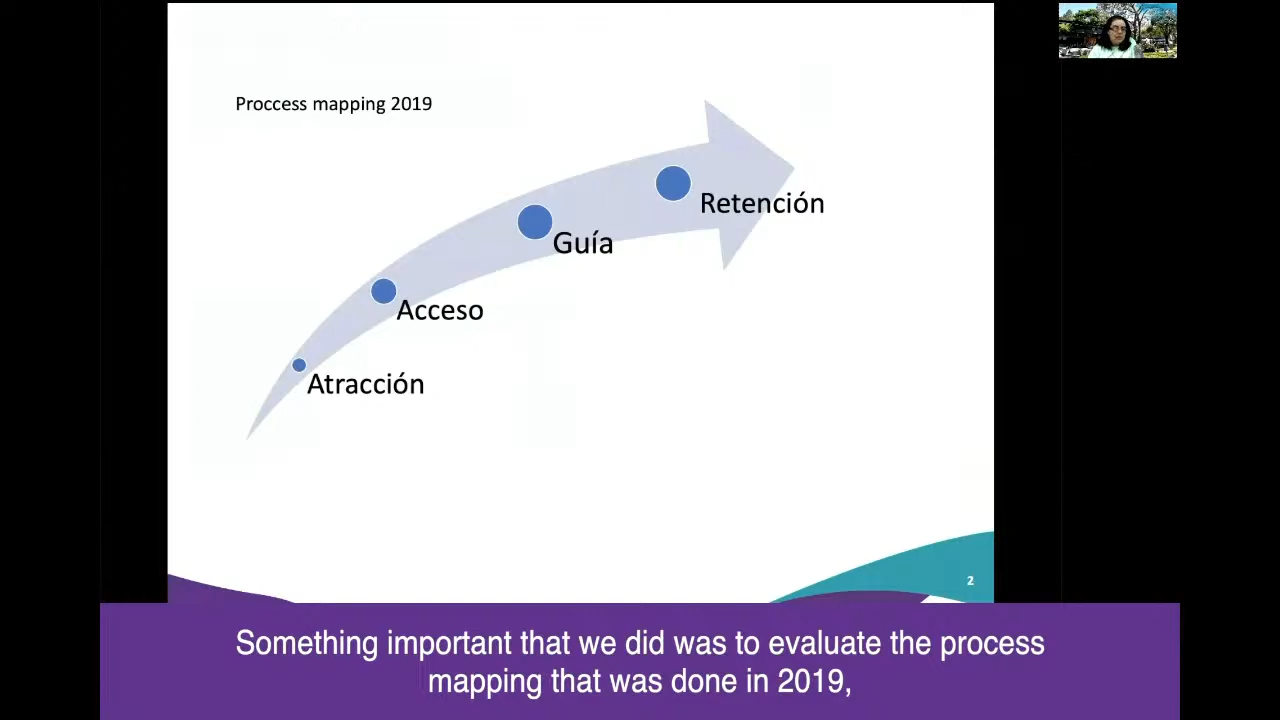 Proccess mapping 2019
Retención
Guía
Acceso
Atracción
2
Something important that we did was to evaluate the process
mapping that was done in 2019,